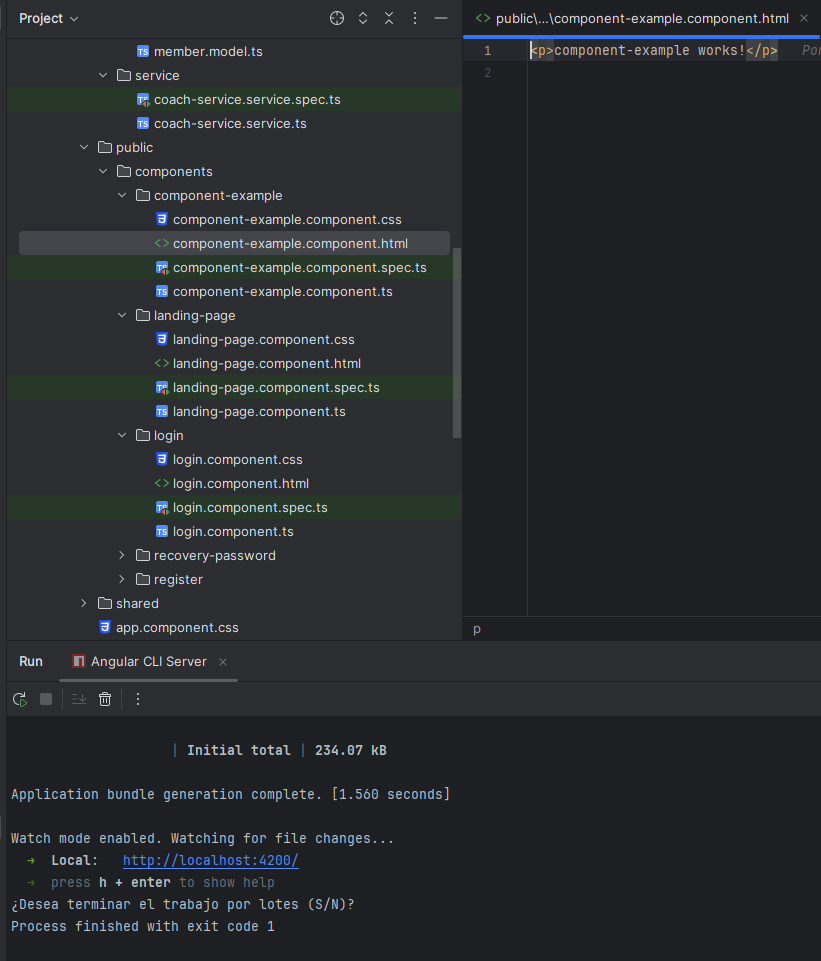 Project
member.model.ts
service
coach-service.service.spec.ts
coach-service.service.ts
public
components
component-example
component-example.component.css
component-example.component.html
component-example.component.spec.ts
component-example.component.ts
landing-page
landing-page.component.css
landing-page.component.html
landing-page.component.spec.ts
landing-page.component.ts
login
login.component.css
login.component.html
login.component.spec.ts
login.component.ts
recovery-password
register
shared
app.component.css
<> public\...\component-example.component.html ×
1 <p>component-example works!</p>
2
p
Run Angular CLI Server ×
| Initial total | 234.07 kB
Application bundle generation complete. [1.560 seconds]
Watch mode enabled. Watching for file changes...
➜ Local: http://localhost:4200/
➜ press h + enter to show help
¿Desea terminar el trabajo por lotes (S/N)?
Process finished with exit code 1